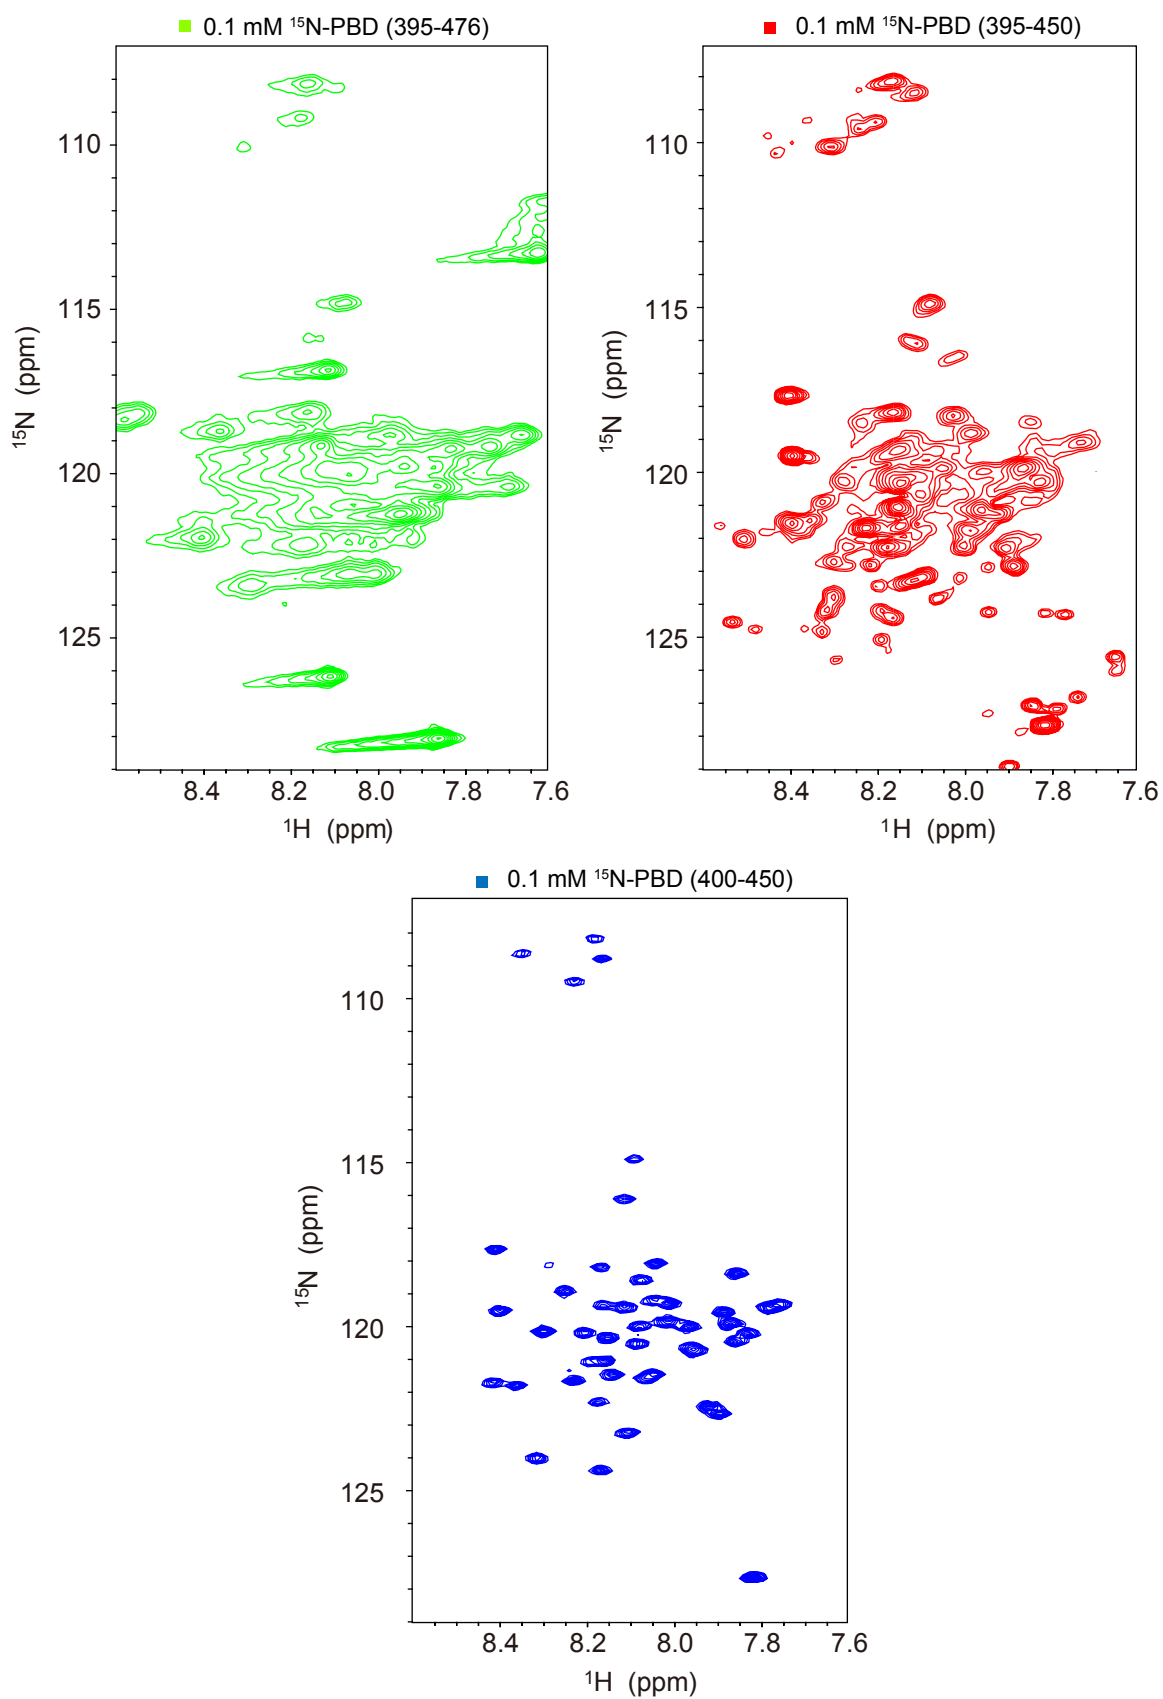 0.1 mM ¹⁵N-PBD (395-476)
110
115
120
125
¹⁵N (ppm)
8.4 8.2 8.0 7.8 7.6
¹H (ppm)
0.1 mM ¹⁵N-PBD (395-450)
110
115
120
125
¹⁵N (ppm)
8.4 8.2 8.0 7.8 7.6
¹H (ppm)
0.1 mM ¹⁵N-PBD (400-450)
110
115
120
125
¹⁵N (ppm)
8.4 8.2 8.0 7.8 7.6
¹H (ppm)